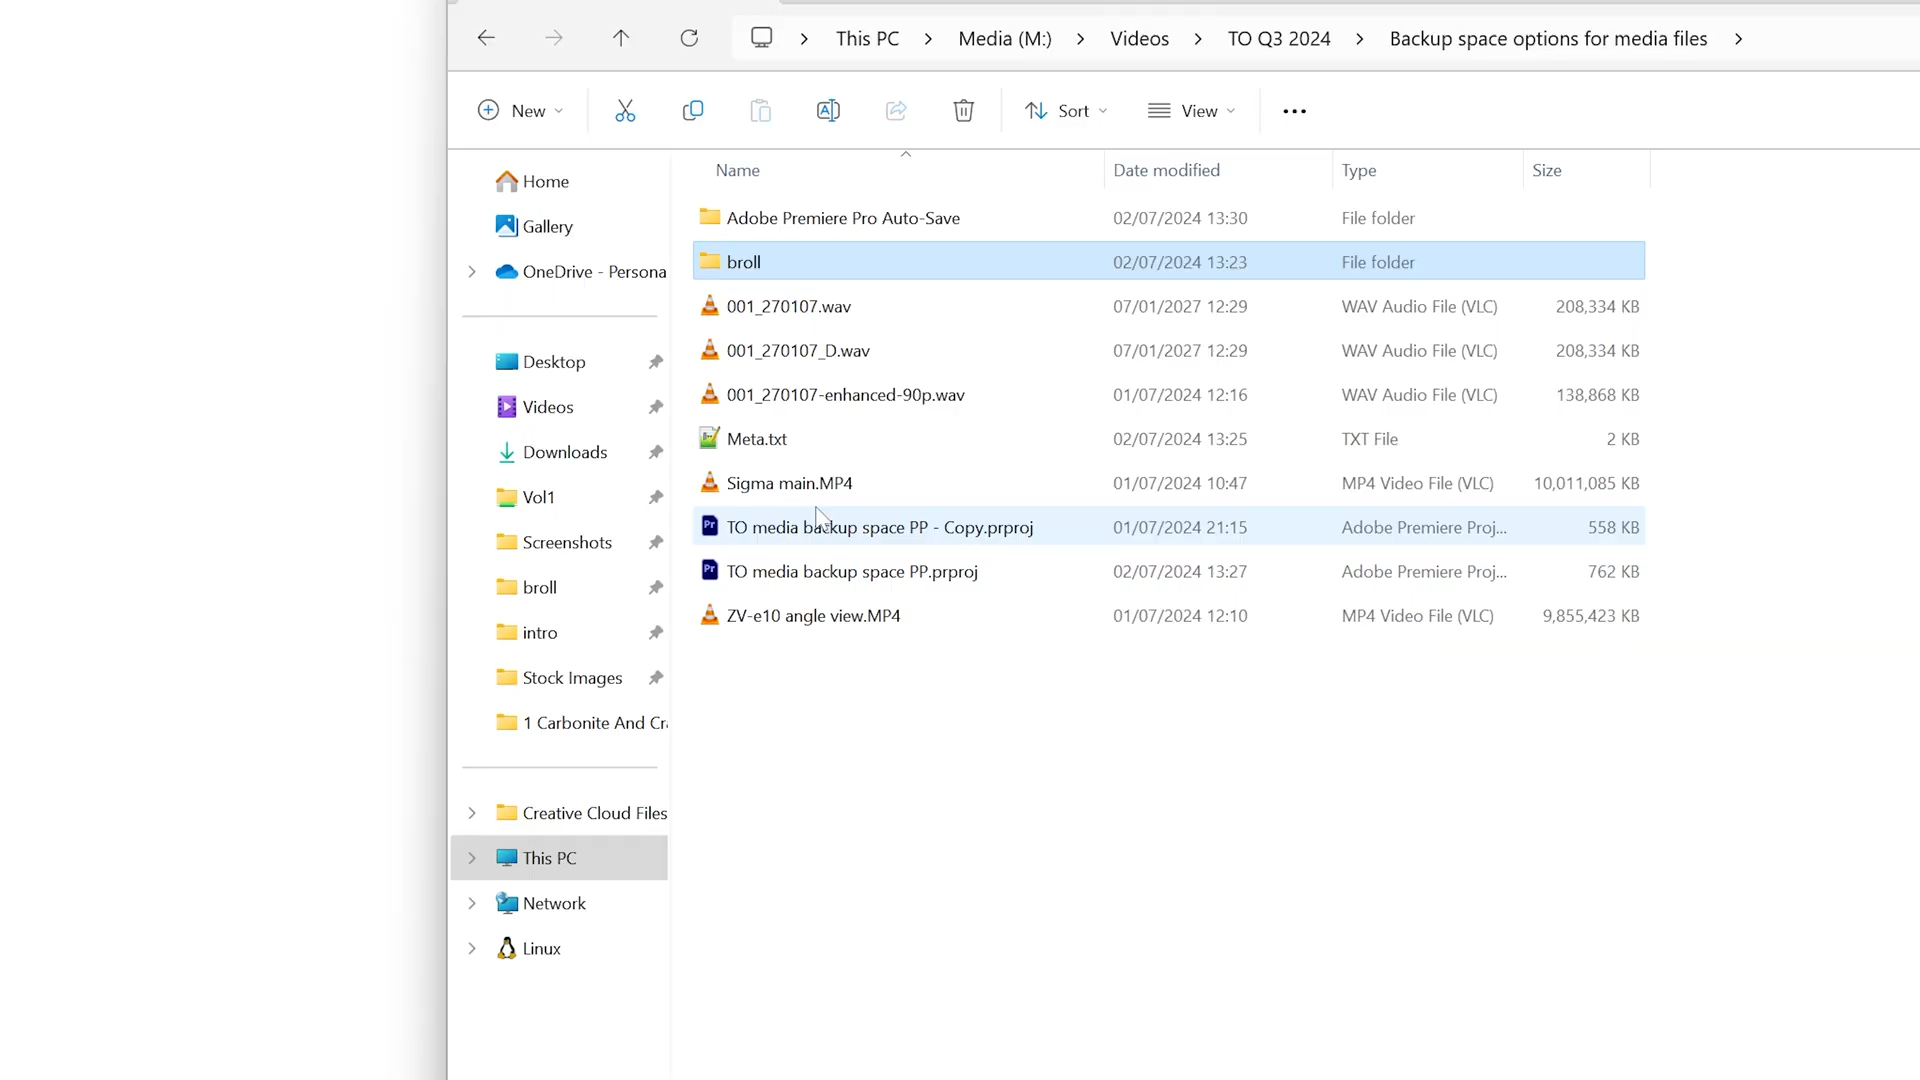 This PC > Media (M:) > Videos > TO Q3 2024 > Backup space options for media files >
New Sort View
Name Date modified Type Size
Adobe Premiere Pro Auto-Save 02/07/2024 13:30 File folder
broll 02/07/2024 13:23 File folder
001_270107.wav 07/01/2027 12:29 WAV Audio File (VLC) 208,334 KB
001_270107_D.wav 07/01/2027 12:29 WAV Audio File (VLC) 208,334 KB
001_270107-enhanced-90p.wav 01/07/2024 12:16 WAV Audio File (VLC) 138,868 KB
Meta.txt 02/07/2024 13:25 TXT File 2 KB
Sigma main.MP4 01/07/2024 10:47 MP4 Video File (VLC) 10,011,085 KB
TO media backup space PP - Copy.prproj 01/07/2024 21:15 Adobe Premiere Proj... 558 KB
TO media backup space PP.prproj 02/07/2024 13:27 Adobe Premiere Proj... 762 KB
ZV-e10 angle view.MP4 01/07/2024 12:10 MP4 Video File (VLC) 9,855,423 KB
Home
Gallery
OneDrive - Persona
Desktop
Videos
Downloads
Vol1
Screenshots
broll
intro
Stock Images
1 Carbonite And Cra
Creative Cloud Files
This PC
Network
Linux